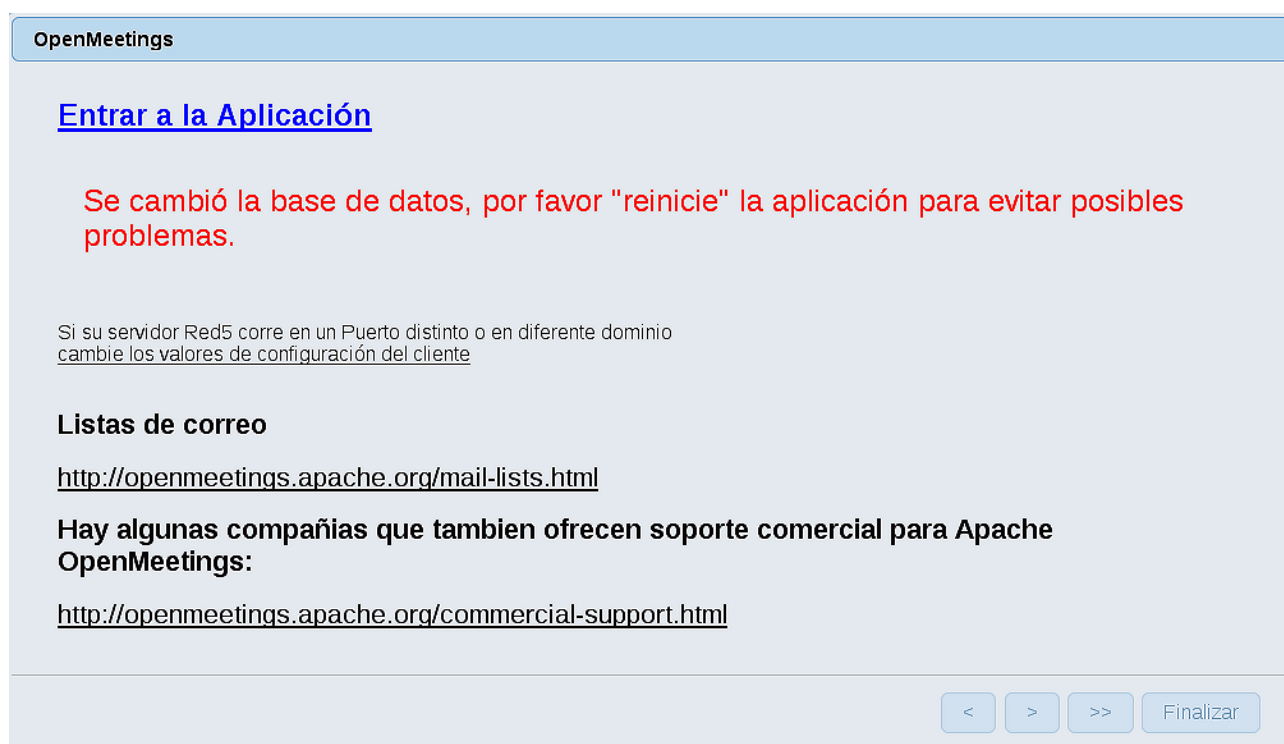 OpenMeetings
Entrar a la Aplicación
Se cambió la base de datos, por favor "reinicie" la aplicación para evitar posibles
problemas.
Si su servidor Red5 corre en un Puerto distinto o en diferente dominio
cambie los valores de configuración del cliente
Listas de correo
http://openmeetings.apache.org/mail-lists.html
Hay algunas compañias que tambien ofrecen soporte comercial para Apache
OpenMeetings:
http://openmeetings.apache.org/commercial-support.html
< > >> Finalizar